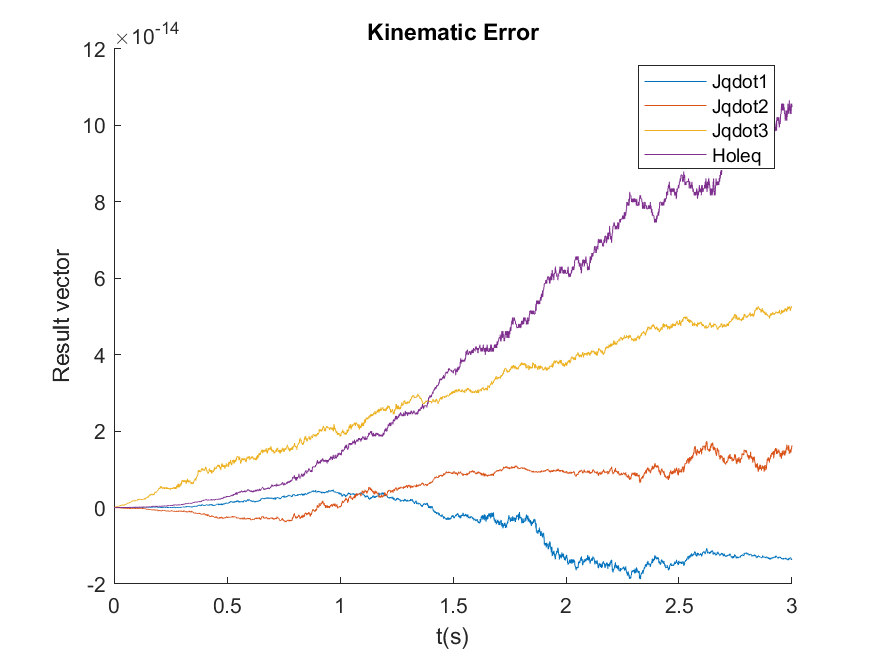 Kinematic Error
×10-14
12
10
8
6
4
2
0
-2
0 0.5 1 1.5 2 2.5 3
t(s)
Result vector
Jqdot1
Jqdot2
Jqdot3
Holeq